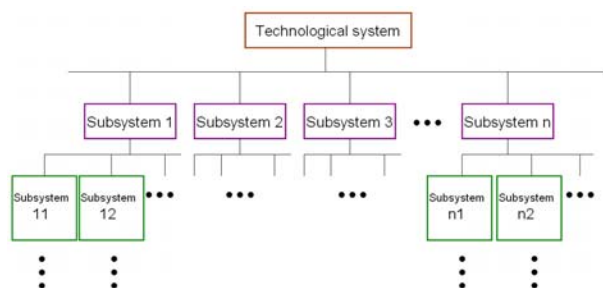 Technological system
Subsystem 1
Subsystem 2
Subsystem 3
•••
Subsystem n
Subsystem
11
Subsystem
12
•••
•••
•••
Subsystem
n1
Subsystem
n2
•••